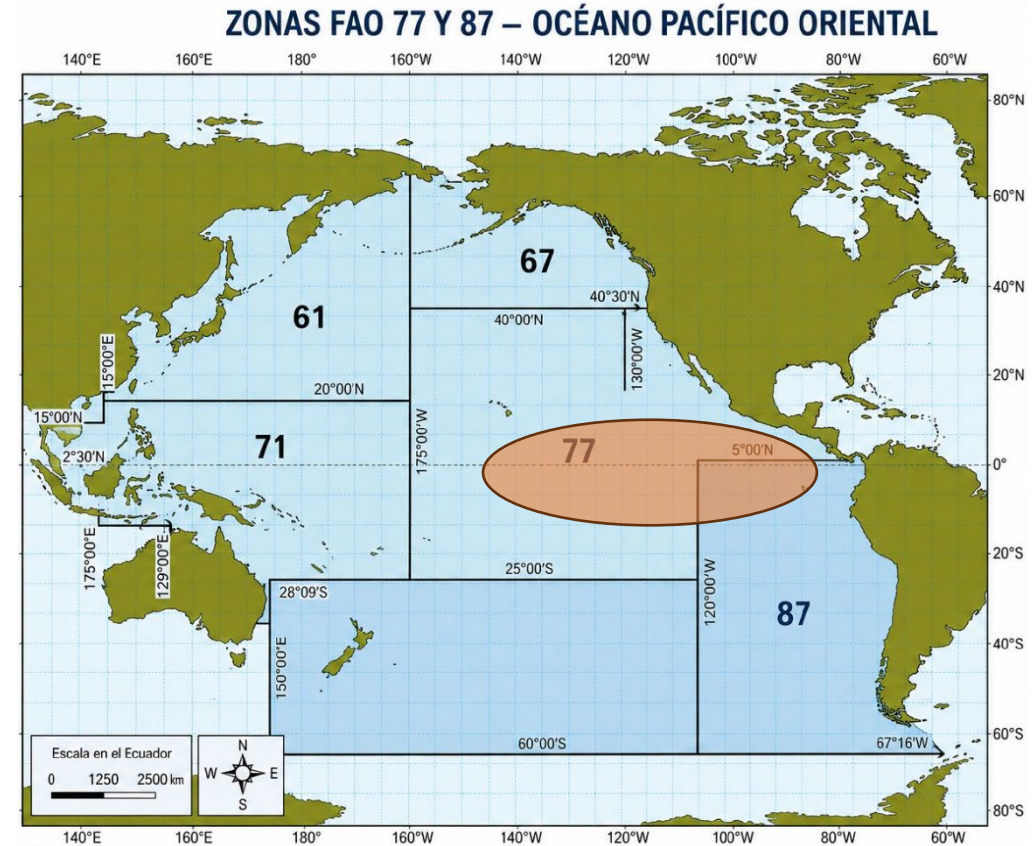 ZONAS FAO 77 Y 87 – OCÉANO PACÍFICO ORIENTAL
140°E 160°E 180° 160°W 140°W 120°W 100°W 80°W 60°W
80°N
60°N
67
40°N
40°30'N
61
40°00'N
130°00'W
15°00'E
20°N
20°00'N
15°00'N
71
175°00'W
77
5°00'N
2°30'N
0°
175°00'E
129°00'E
20°S
25°00'S
28°09'S
120°00'W
87
40°S
150°00'E
60°S
60°00'S
67°16'W
Escala en el Ecuador
0 1250 2500 km
N
W E
S
80°S
140°E 160°E 180° 160°W 140°W 120°W 100°W 80°W 60°W